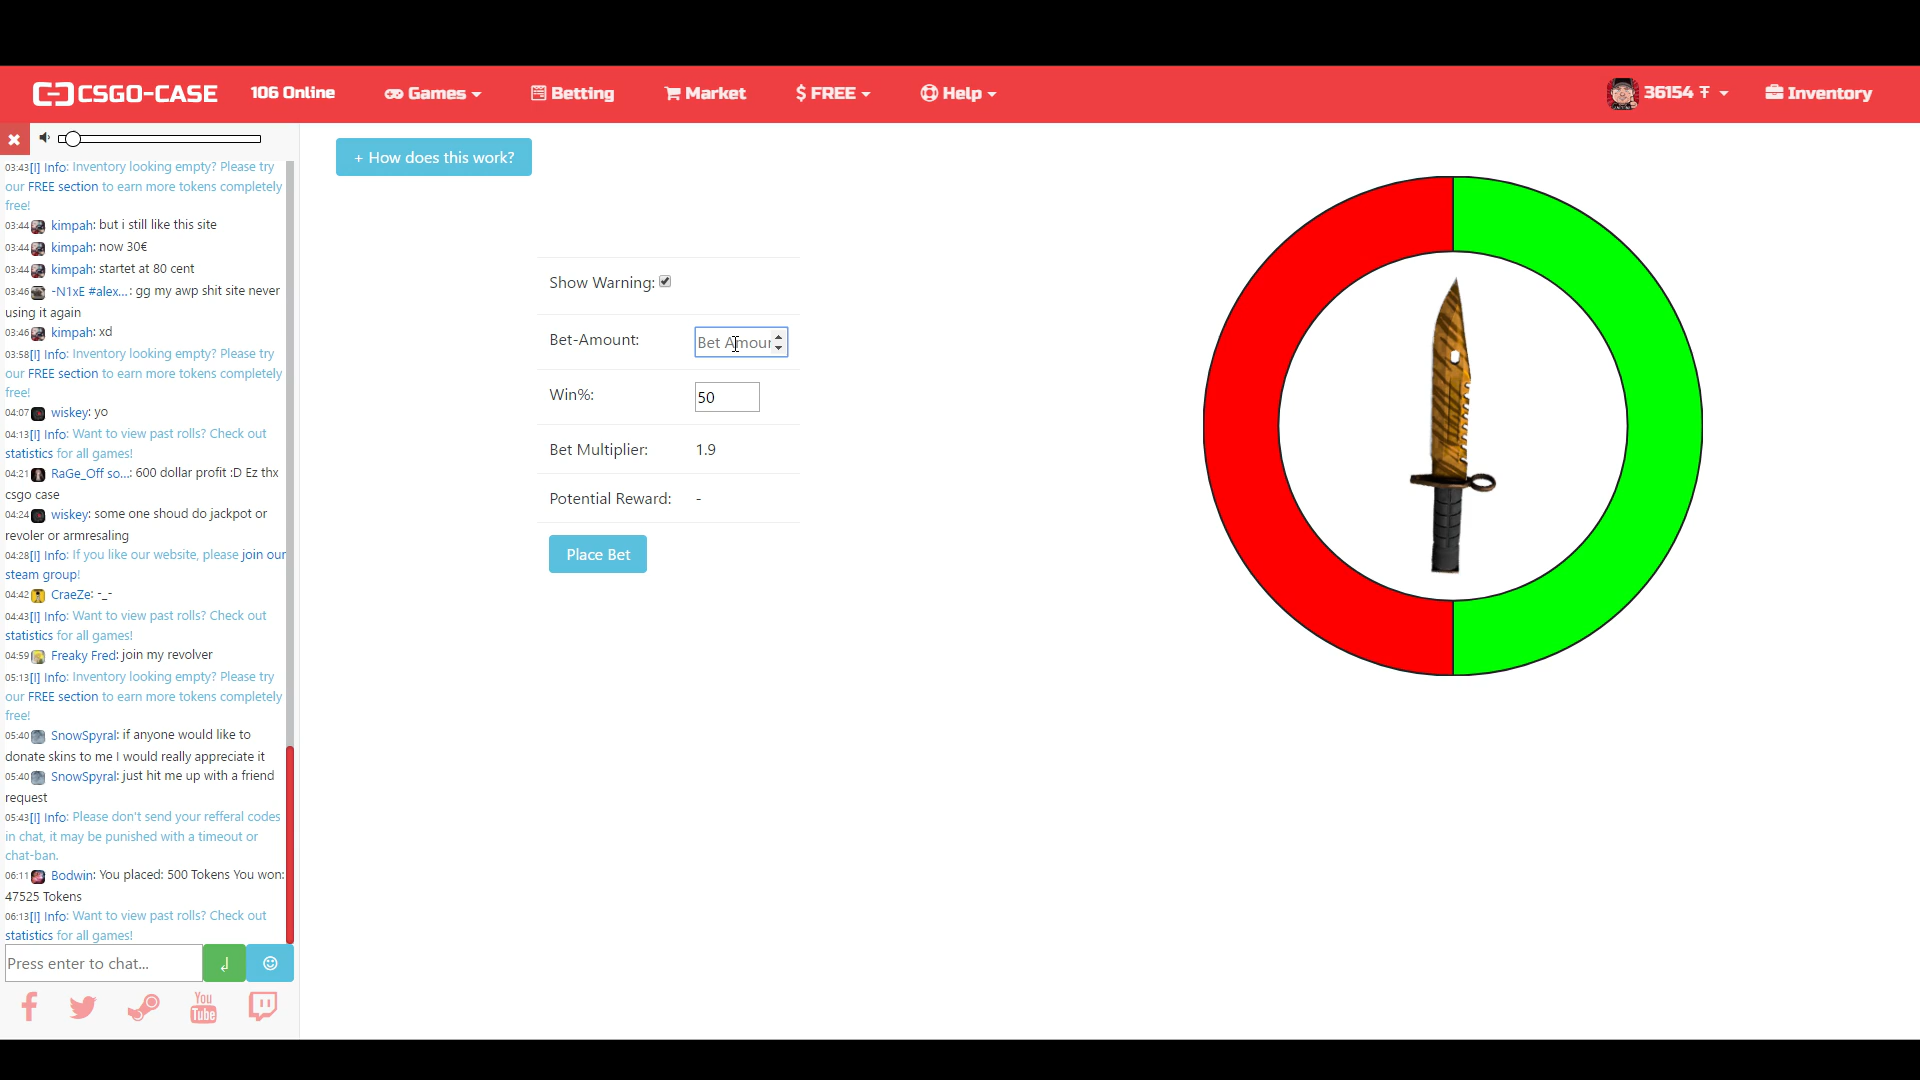 CSGO-CASE 106 Online Games Betting Market $ FREE Help 36154 Ŧ Inventory
03:43[I] Info: Inventory looking empty? Please try
our FREE section to earn more tokens completely
free!
03:44 kimpah: but i still like this site
03:44 kimpah: now 30€
03:44 kimpah: startet at 80 cent
03:46 -N1xE #alex...: gg my awp shit site never
using it again
03:46 kimpah: xd
03:58[I] Info: Inventory looking empty? Please try
our FREE section to earn more tokens completely
free!
04:07 wiskey: yo
04:13[I] Info: Want to view past rolls? Check out
statistics for all games!
04:21 RaGe_Off so...: 600 dollar profit :D Ez thx
csgo case
04:24 wiskey: some one shoud do jackpot or
revoler or armresaling
04:28[I] Info: If you like our website, please join our
steam group!
04:42 CraeZe: -_-
04:43[I] Info: Want to view past rolls? Check out
statistics for all games!
04:59 Freaky Fred: join my revolver
05:13[I] Info: Inventory looking empty? Please try
our FREE section to earn more tokens completely
free!
05:40 SnowSpyral: if anyone would like to
donate skins to me I would really appreciate it
05:40 SnowSpyral: just hit me up with a friend
request
05:43[I] Info: Please don't send your refferal codes
in chat, it may be punished with a timeout or
chat-ban.
06:11 Bodwin: You placed: 500 Tokens You won:
47525 Tokens
06:13[I] Info: Want to view past rolls? Check out
statistics for all games!
Press enter to chat...
You
Tube
+ How does this work?
Show Warning:
Bet-Amount: Bet Amour
Win%: 50
Bet Multiplier: 1.9
Potential Reward: -
Place Bet